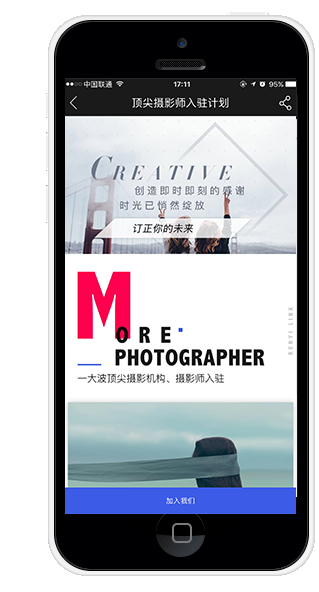 中国联通
17:11
95%
顶尖摄影师入驻计划
CREATIVE
创造即时即刻的感谢
时光已悄然绽放
订正你的未来
MORE
PHOTOGRAPHER
RENYI LINK
一大波顶尖摄影机构、摄影师入驻
加入我们